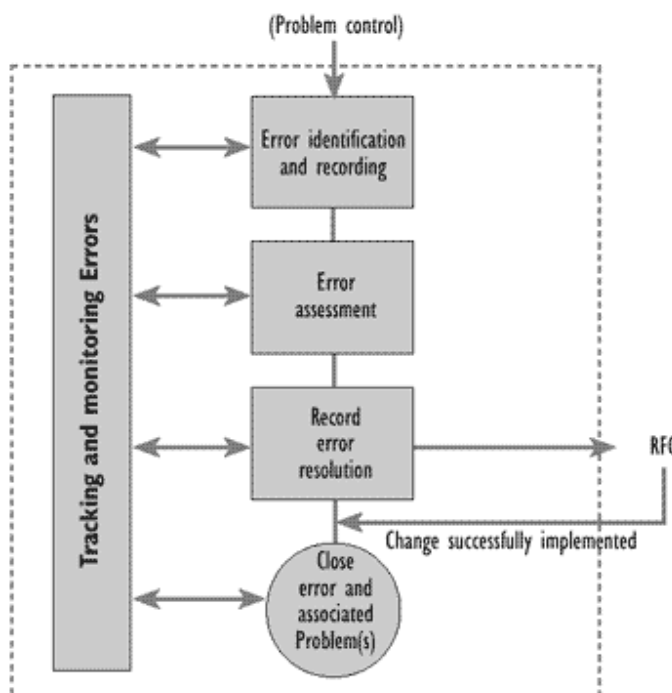 (Problem control)
Error identification
and recording
Error
assessment
Record
error
resolution
RFC
Change successfully implemented
Close
error and
associated
Problem(s)
Tracking and monitoring Errors